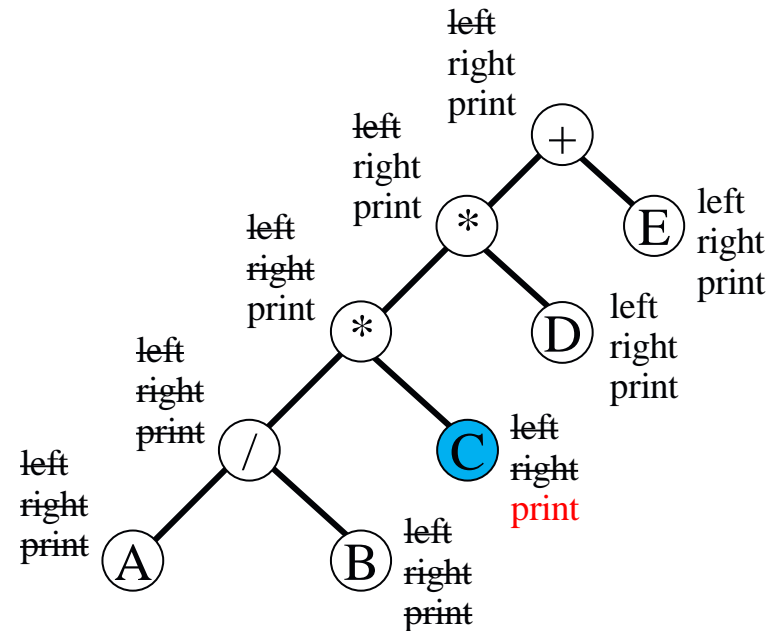 left
right
print
+
left
right
print
*
E
left
right
print
left
right
print
*
D
left
right
print
left
right
print
/
C
left
right
print
left
right
print
A
B
left
right
print